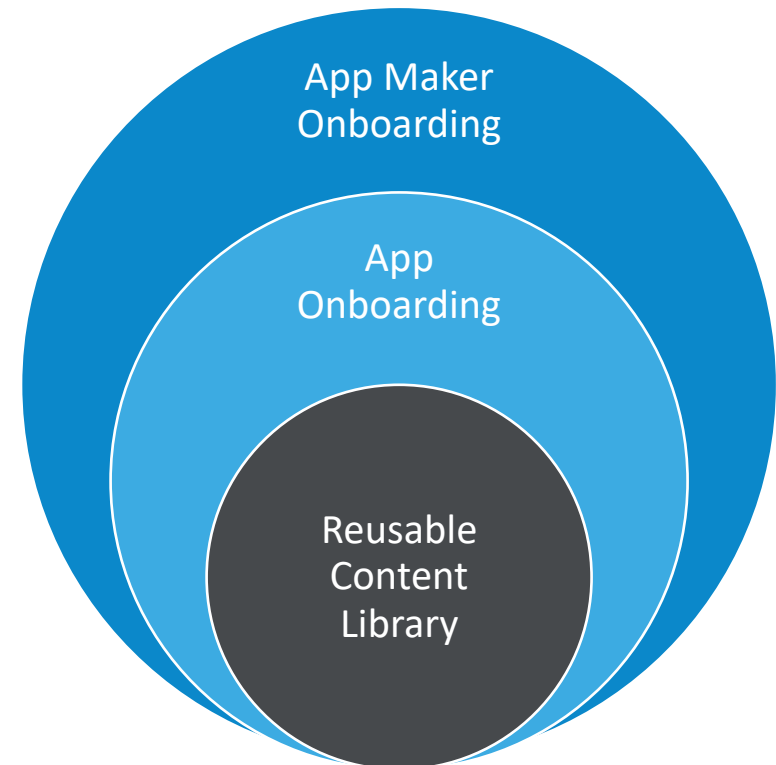 App Maker
Onboarding
App
Onboarding
Reusable
Content
Library